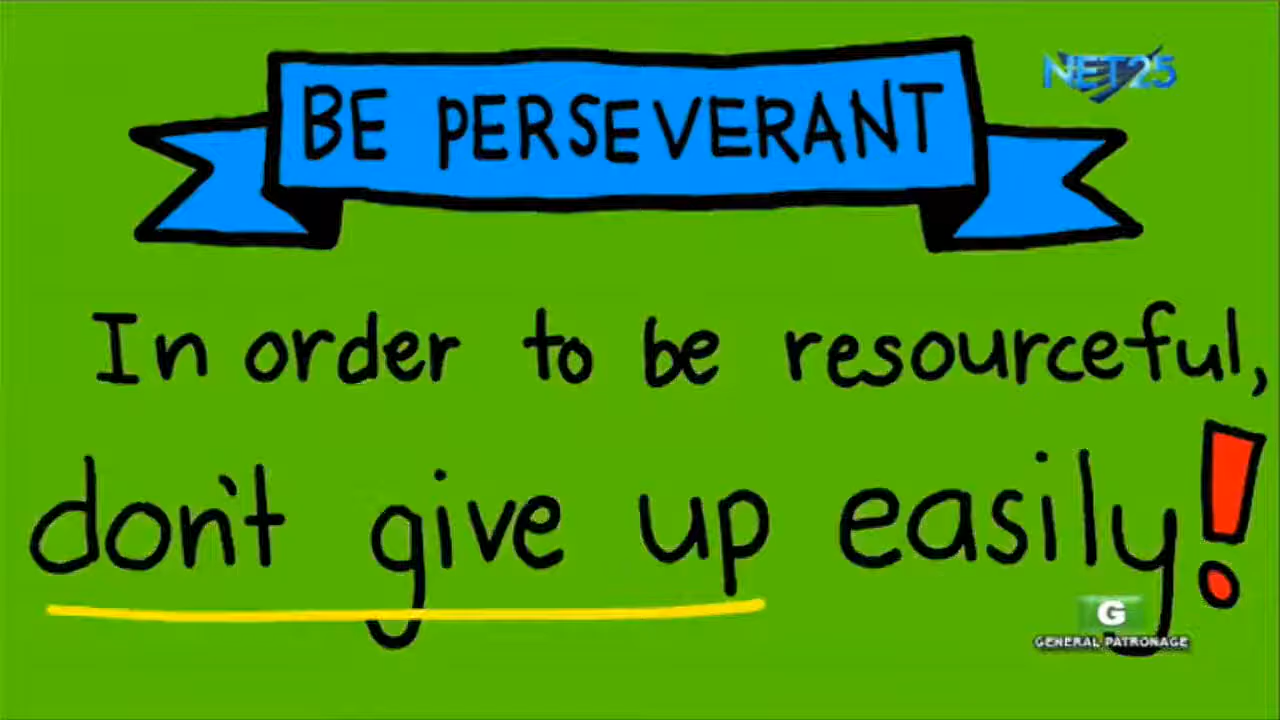 BE PERSEVERANT
NET25
In order to be resourceful,
don't give up easily!
G
GENERAL PATRONAGE